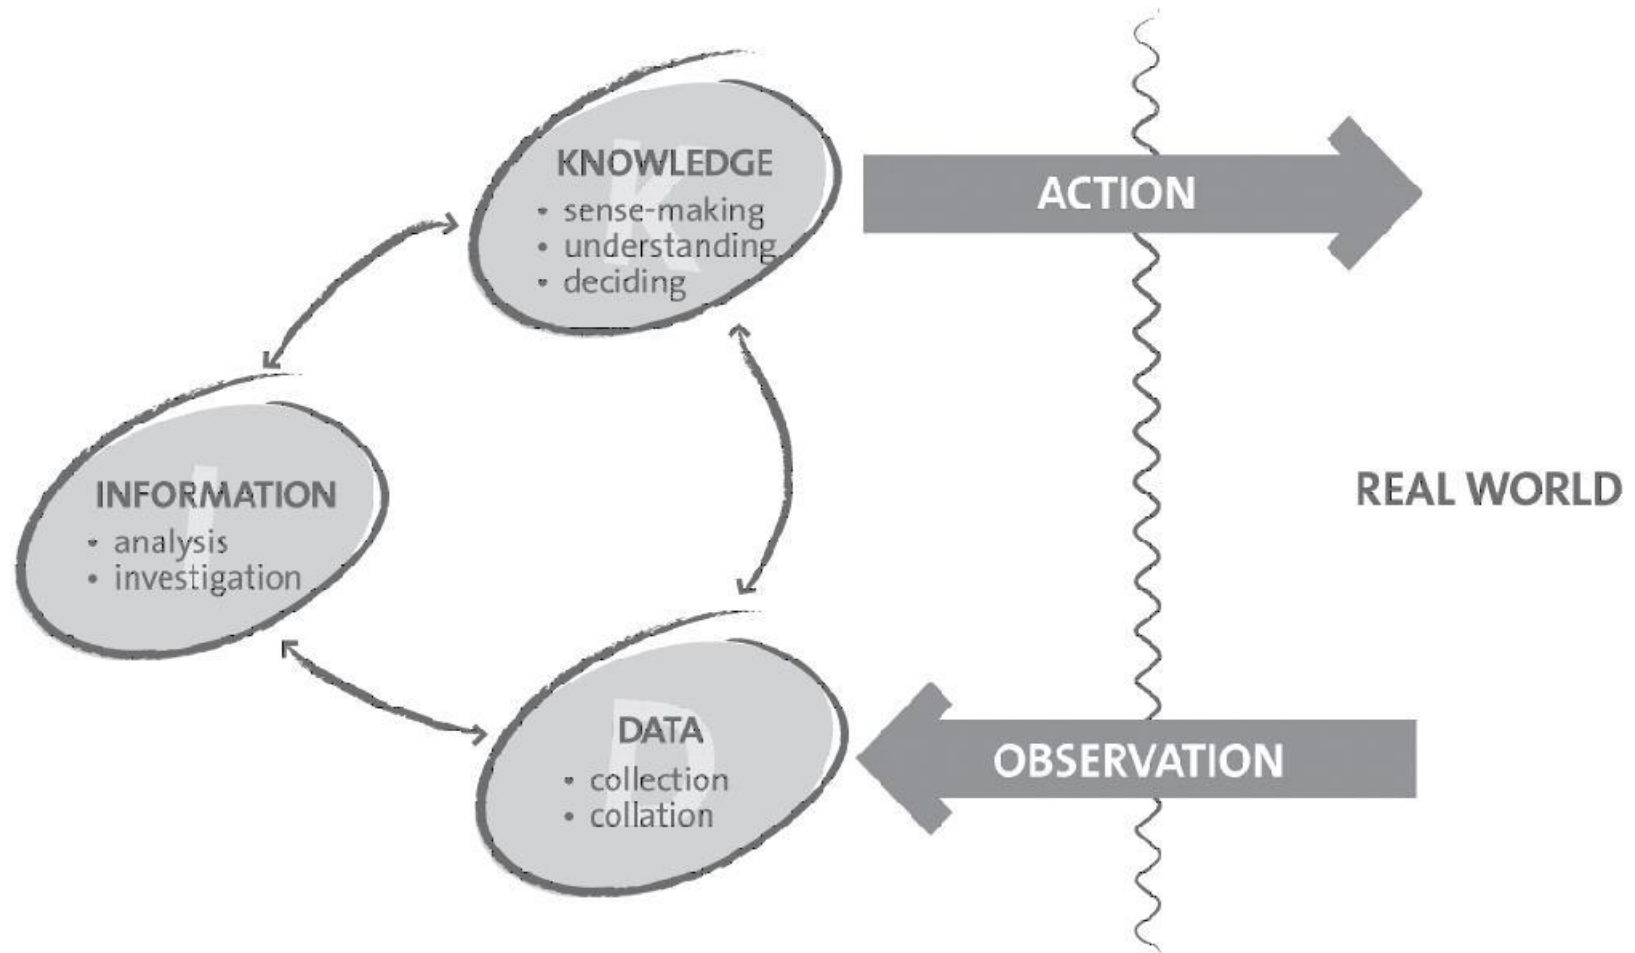 KNOWLEDGE
• sense-making
• understanding
• deciding
K
ACTION
INFORMATION
• analysis
• investigation
I
REAL WORLD
DATA
• collection
• collation
D
OBSERVATION